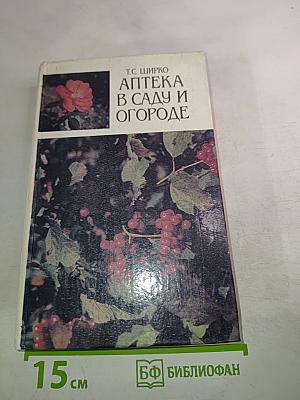 Т.С. ШИРКО
АПТЕКА
В САДУ И
ОГОРОДЕ
15 см
БФ БИБЛИОФАН